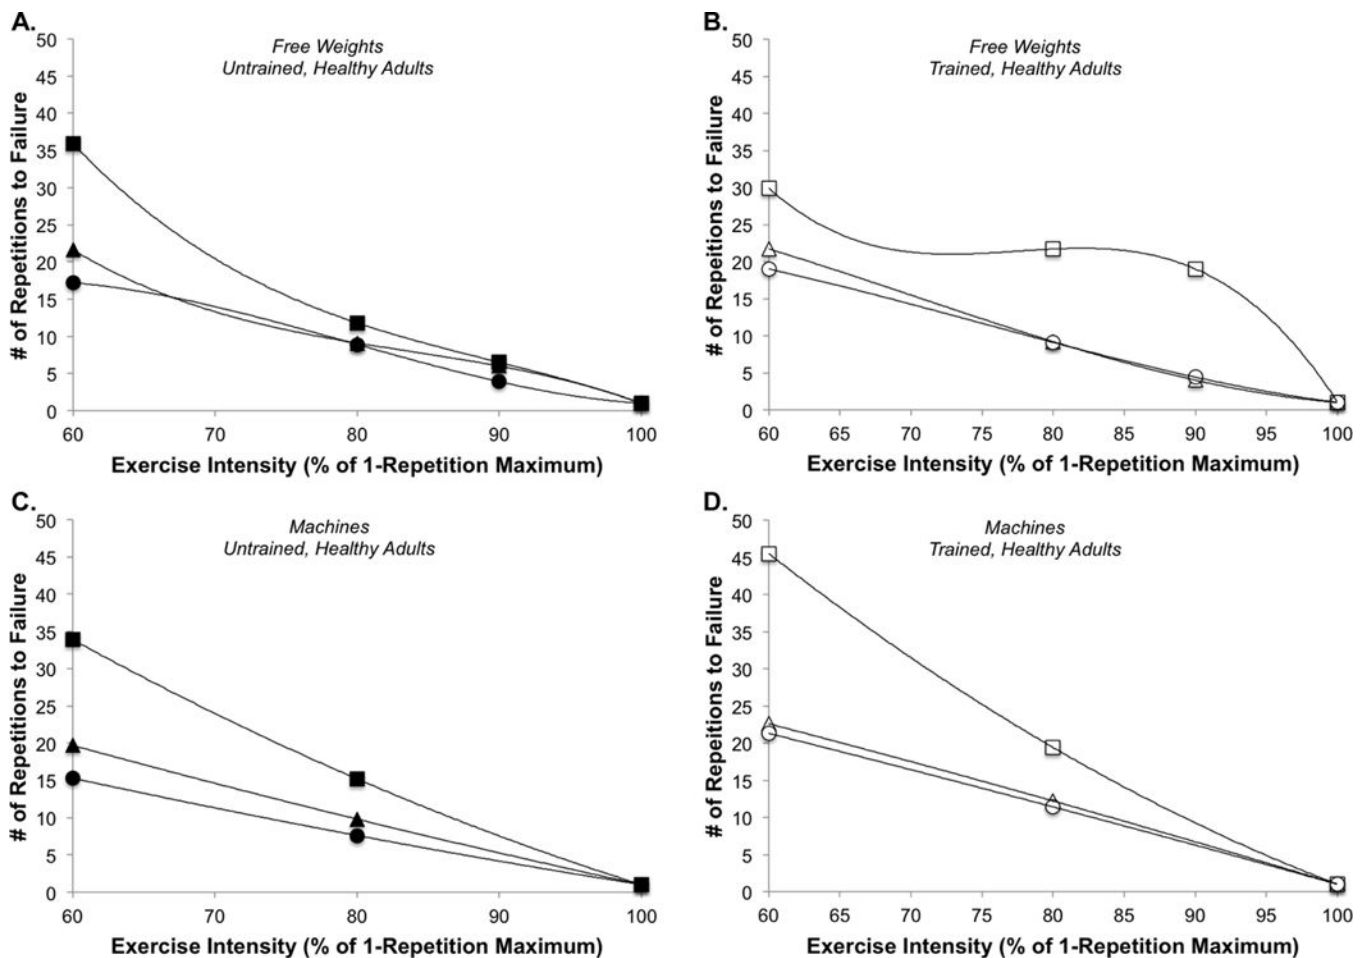 A.
Free Weights
Untrained, Healthy Adults
# of Repetitions to Failure
50
45
40
35
30
25
20
15
10
5
0
60 70 80 90 100
Exercise Intensity (% of 1-Repetition Maximum)
B.
Free Weights
Trained, Healthy Adults
# of Repetitions to Failure
50
45
40
35
30
25
20
15
10
5
0
60 65 70 75 80 85 90 95 100
Exercise Intensity (% of 1-Repetition Maximum)
C.
Machines
Untrained, Healthy Adults
# of Repetitions to Failure
50
45
40
35
30
25
20
15
10
5
0
60 70 80 90 100
Exercise Intensity (% of 1-Repetition Maximum)
D.
Machines
Trained, Healthy Adults
# of Repeitions to Failure
50
45
40
35
30
25
20
15
10
5
0
60 65 70 75 80 85 90 95 100
Exercise Intensity (% of 1-Repetition Maximum)